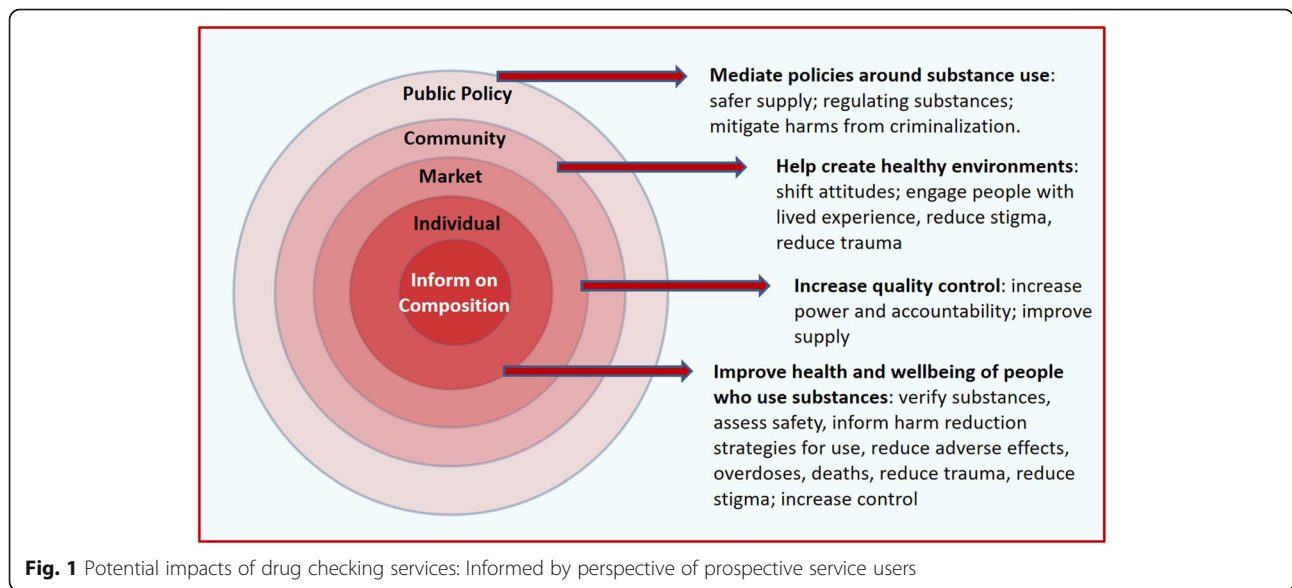 Public Policy
Community
Market
Individual
Inform on
Composition
Mediate policies around substance use:
safer supply; regulating substances;
mitigate harms from criminalization.
Help create healthy environments:
shift attitudes; engage people with
lived experience, reduce stigma,
reduce trauma
Increase quality control: increase
power and accountability; improve
supply
Improve health and wellbeing of people
who use substances: verify substances,
assess safety, inform harm reduction
strategies for use, reduce adverse effects,
overdoses, deaths, reduce trauma, reduce
stigma; increase control
Fig. 1 Potential impacts of drug checking services: Informed by perspective of prospective service users